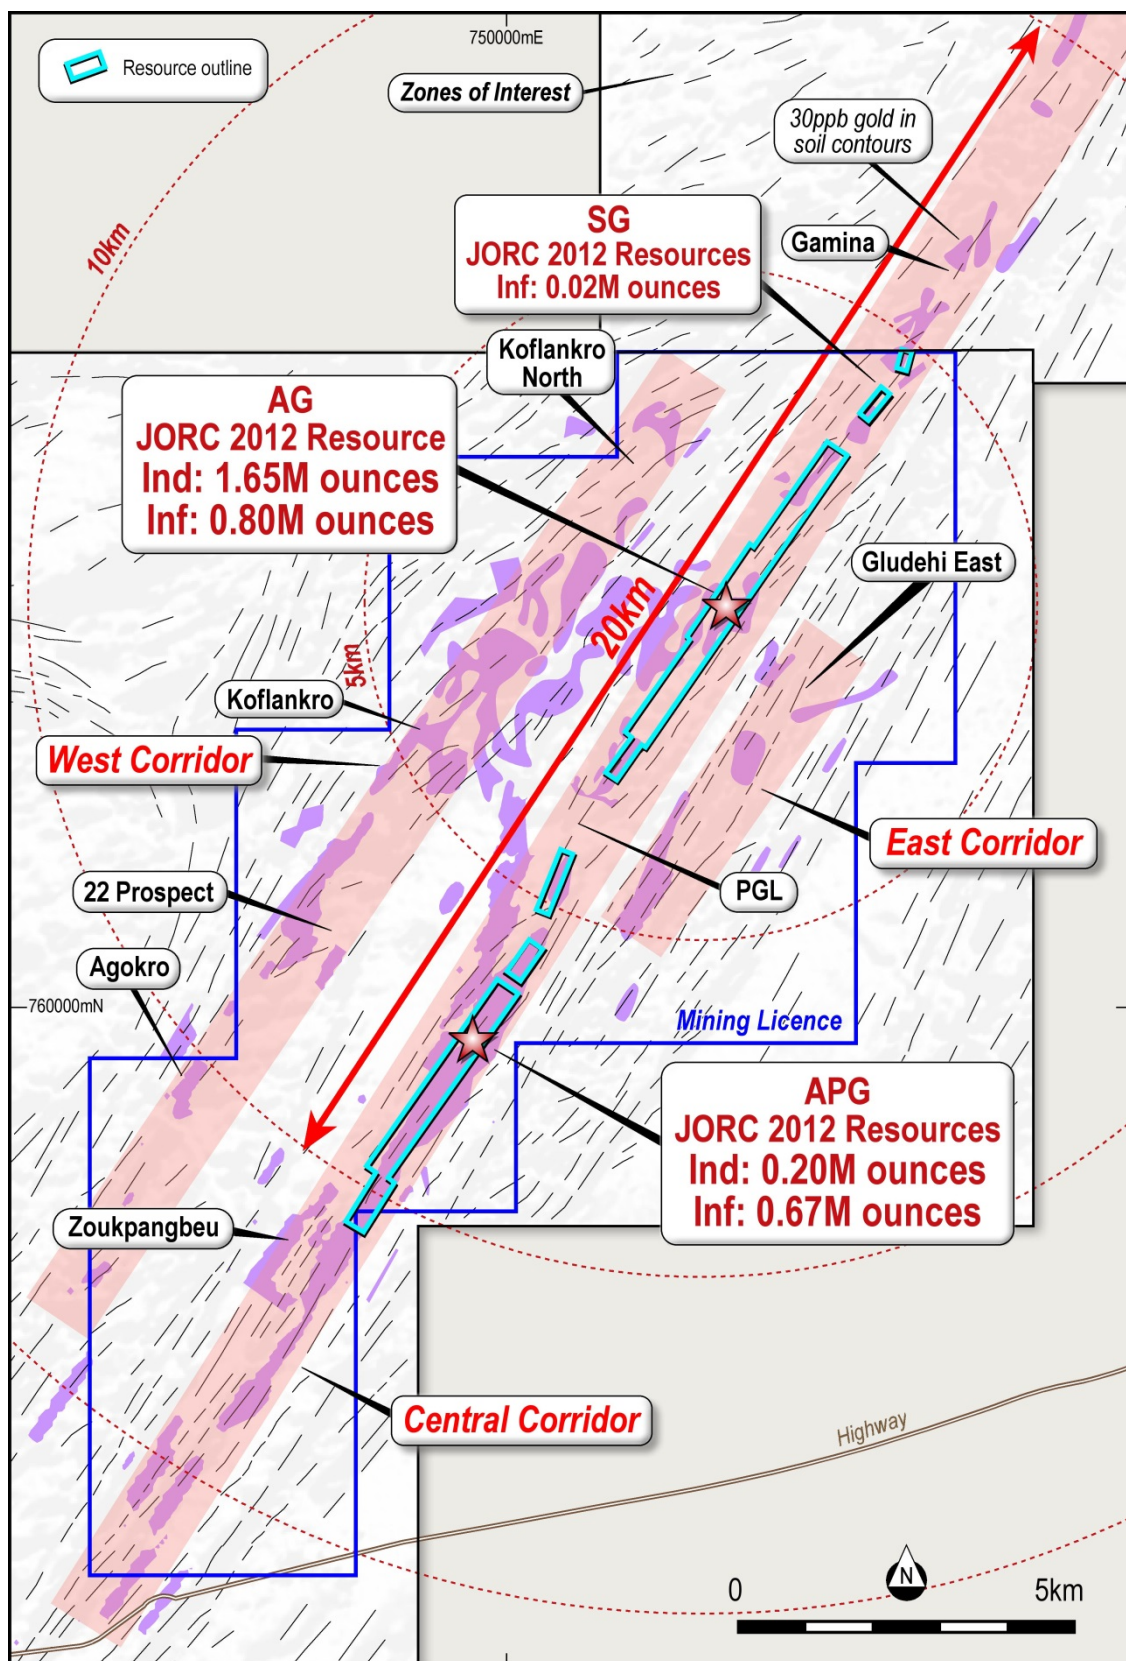 750000mE
Resource outline
Zones of Interest
30ppb gold in
soil contours
10km
SG
JORC 2012 Resources
Inf: 0.02M ounces
Gamina
Koflankro
North
AG
JORC 2012 Resource
Ind: 1.65M ounces
Inf: 0.80M ounces
Gludehi East
20km
5km
Koflankro
West Corridor
East Corridor
22 Prospect
PGL
Agokro
760000mN
Mining Licence
APG
JORC 2012 Resources
Ind: 0.20M ounces
Inf: 0.67M ounces
Zoukpangbeu
Central Corridor
Highway
N
0
5km